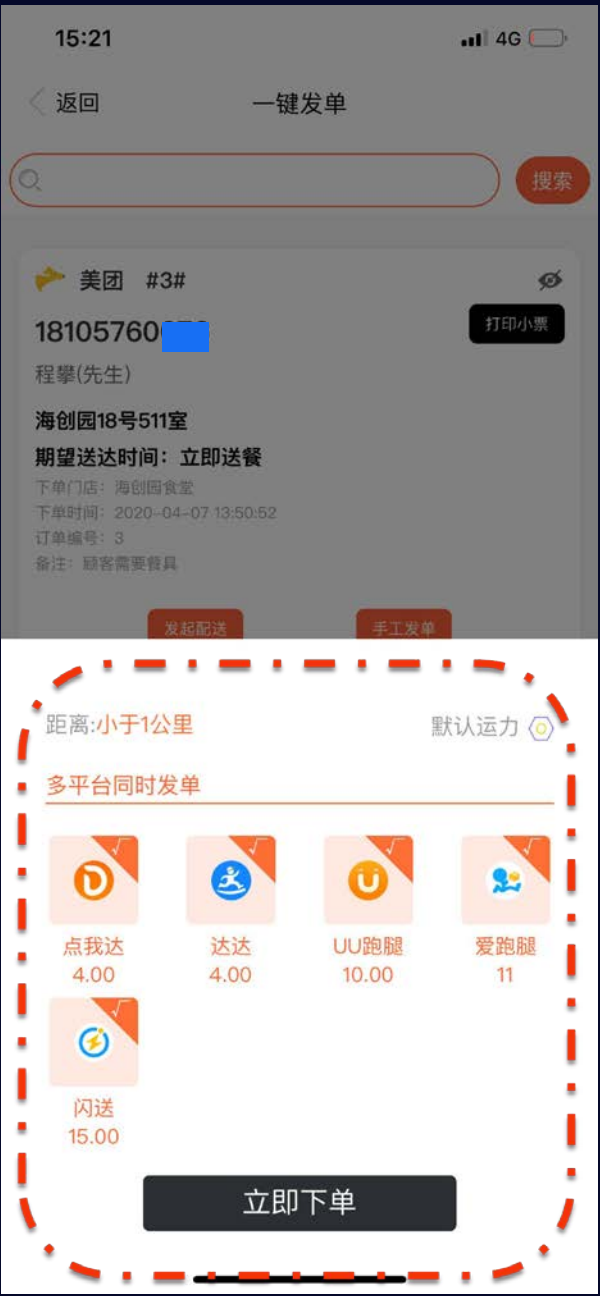 15:21
4G
返回
一键发单
搜索
美团 #3#
打印小票
18105760
程攀(先生)
海创园18号511室
期望送达时间：立即送餐
下单门店：海创园食堂
下单时间：2020-04-07 13:50:52
订单编号：3
备注：顾客需要餐具
发起配送 手工发单
距离:小于1公里
默认运力
多平台同时发单
点我达 达达 UU跑腿 爱跑腿
4.00 4.00 10.00 11
闪送
15.00
立即下单